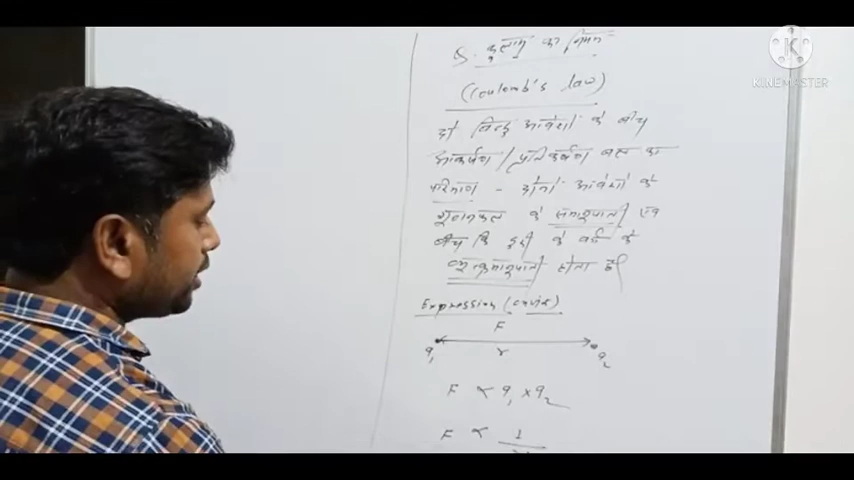 Q. कुलाम का नियम
(Coulomb's law)
दो बिन्दु आवेशों के बीच
आकर्षण/प्रतिकर्षण बल का
परिमाण - दोनों आवेशों के
गुणनफल के समानुपाती एवं
बीच कि दूरी के वर्ग के
व्युत्क्रमानुपाती होता है
Expression
F
q₁ r q₂
F ∝ q₁ × q₂
F ∝ 1
K
KINEMASTER